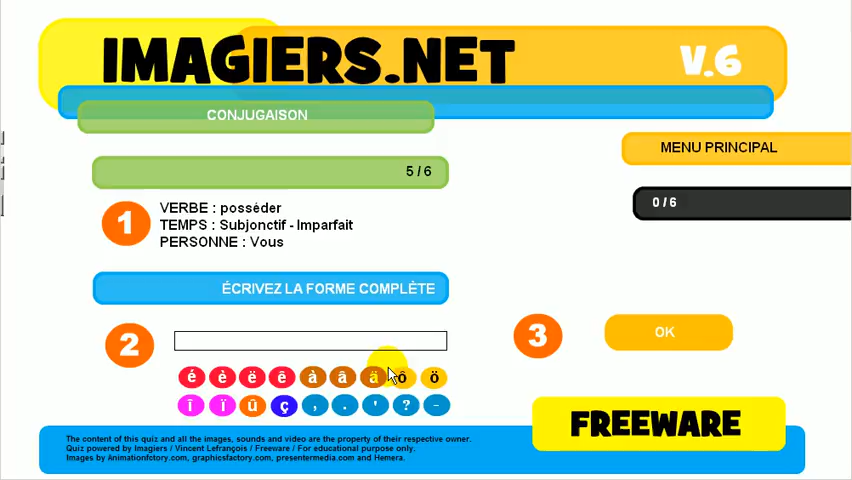 IMAGIERS.NET
V.6
CONJUGAISON
MENU PRINCIPAL
5 / 6
0 / 6
1
VERBE : posséder
TEMPS : Subjonctif - Imparfait
PERSONNE : Vous
ÉCRIVEZ LA FORME COMPLÈTE
2
3
OK
é è ë ê à â ä ô ö
î ï û ç , . ' ? -
FREEWARE
The content of this quiz and all the images, sounds and video are the property of their respective owner.
Quiz powered by Imagiers / Vincent Lefrançois / Freeware / For educational purpose only.
Images by Animationfctory.com, graphicsfactory.com, presentermedia.com and Hemera.